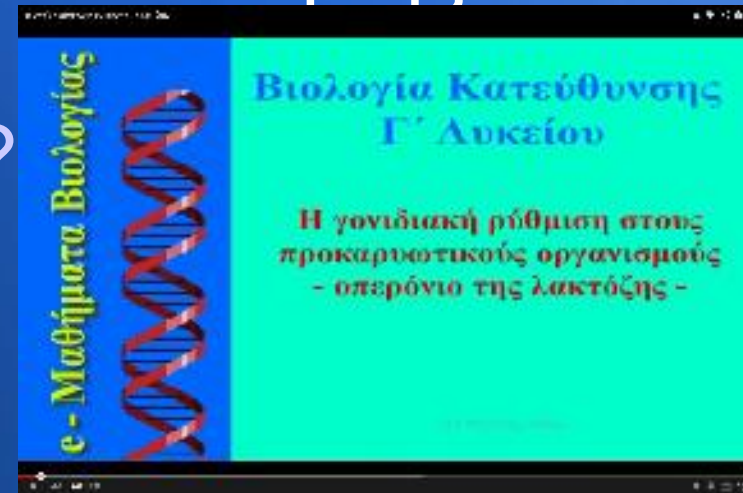 e - Μαθήματα Βιολογίας
Βιολογία Κατεύθυνσης
Γ΄ Λυκείου
Η γονιδιακή ρύθμιση στους
προκαρυωτικούς οργανισμούς
- οπερόνιο της λακτόζης -